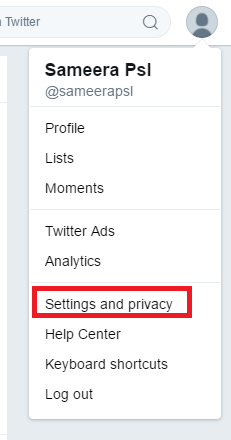 n Twitter
Sameera Psl
@sameerapsl
Profile
Lists
Moments
Twitter Ads
Analytics
Settings and privacy
Help Center
Keyboard shortcuts
Log out